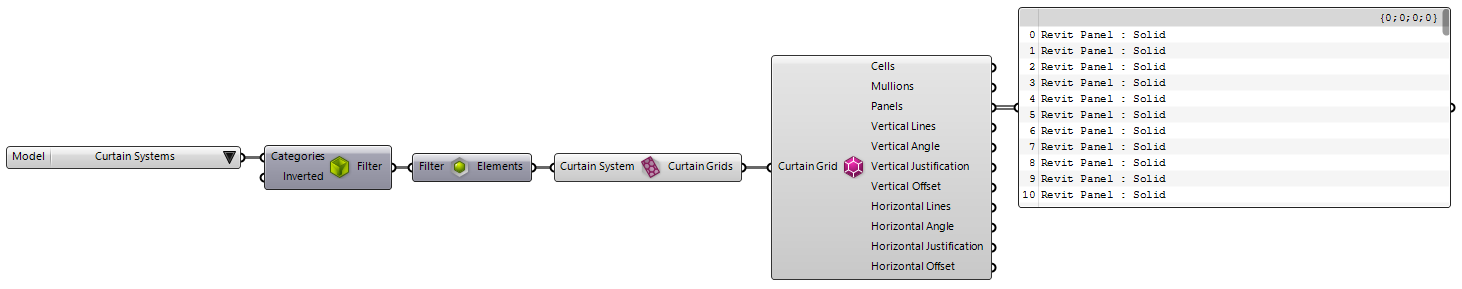 Model Curtain Systems
Categories
Inverted
Filter
Filter Elements
Curtain System Curtain Grids
Curtain Grid
Cells
Mullions
Panels
Vertical Lines
Vertical Angle
Vertical Justification
Vertical Offset
Horizontal Lines
Horizontal Angle
Horizontal Justification
Horizontal Offset
{0;0;0;0}
0 Revit Panel : Solid
1 Revit Panel : Solid
2 Revit Panel : Solid
3 Revit Panel : Solid
4 Revit Panel : Solid
5 Revit Panel : Solid
6 Revit Panel : Solid
7 Revit Panel : Solid
8 Revit Panel : Solid
9 Revit Panel : Solid
10 Revit Panel : Solid